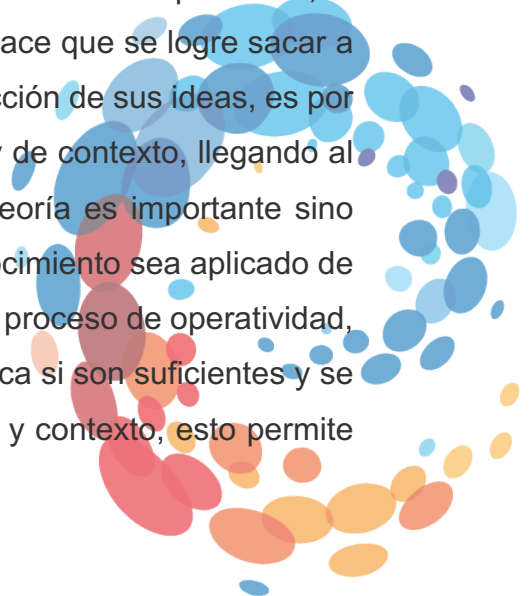 ace que se logre sacar a
cción de sus ideas, es por
y de contexto, llegando al
eoría es importante sino
ocimiento sea aplicado de
proceso de operatividad,
ca si son suficientes y se
y contexto, esto permite